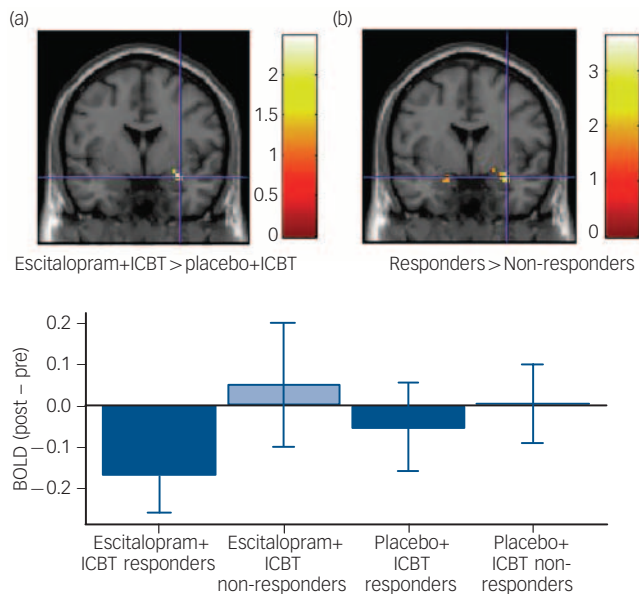 (a)
2
1.5
1
0.5
0
Escitalopram+ICBT > placebo+ICBT
(b)
3
2
1
0
Responders > Non-responders
BOLD (post – pre)
0.2
0.1
0.0
−0.1
−0.2
Escitalopram+
ICBT responders
Escitalopram+
ICBT
non-responders
Placebo+
ICBT
responders
Placebo+
ICBT non-
responders